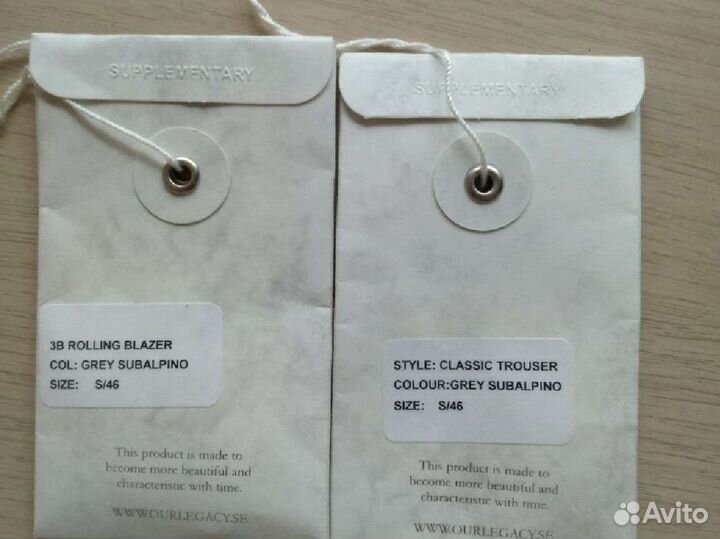 SUPPLEMENTARY
3B ROLLING BLAZER
COL: GREY SUBALPINO
SIZE: S/46
This product is made to
become more beautiful and
characteristic with time.
WWW.OURLEGACY.SE
SUPPLEMENTARY
STYLE: CLASSIC TROUSER
COLOUR:GREY SUBALPINO
SIZE: S/46
This product is made to
become more beautiful and
characteristic with time.
WWW.OURLEGACY.SE
Avito